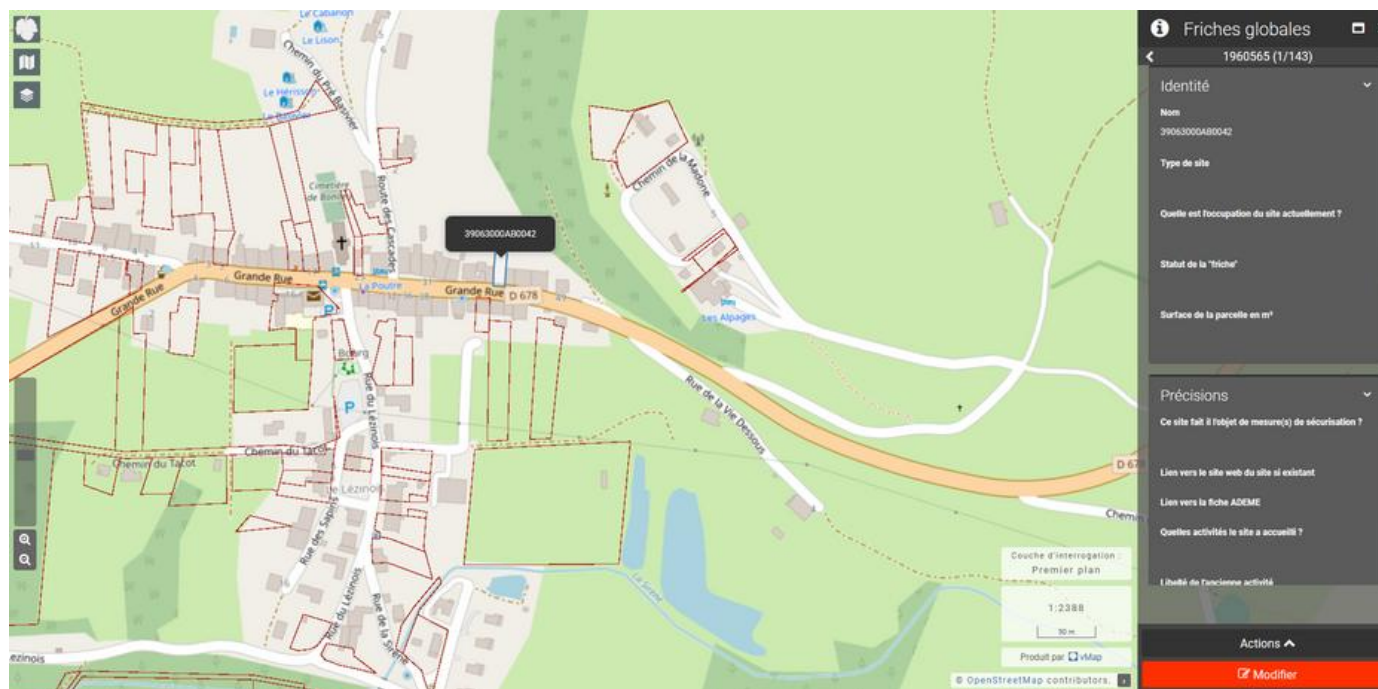 Le Cabanon
Le Lison
Chemin du Pré Basnier
Le Hérisson
Cimetière
Route des Cascades
Chemin de la Madone
39063000AB0042
Grande Rue
La Poutre
Grande Rue
D 678
Grande Rue
P
Les Alpages
Bourg
P
Rue du Lézinois
Rue de la Vie Dessous
D 67
Chemin du Tacot
Chemin du Tacot
Le Lézinois
Rue des Sapins
Chemin
La Sirène
Rue du Lézinois
Rue de la Sirène
ezinois
Couche d'interrogation :
Premier plan
1:2388
50 m
Produit par vMap
© OpenStreetMap contributors.
Friches globales
1960565 (1/143)
Identité
Nom
39063000AB0042
Type de site
Quelle est l'occupation du site actuellement ?
Statut de la "friche"
Surface de la parcelle en m²
Précisions
Ce site fait il l'objet de mesure(s) de sécurisation ?
Lien vers le site web du site si existant
Lien vers la fiche ADEME
Quelles activités le site a accueilli ?
Libellé de l'ancienne activité
Actions
Modifier